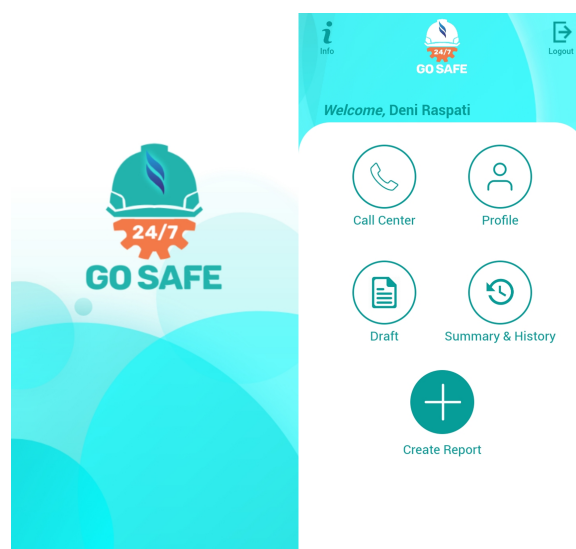 24/7
GO SAFE
Info
24/7
GO SAFE
Logout
Welcome, Deni Raspati
Call Center
Profile
Draft
Summary & History
Create Report